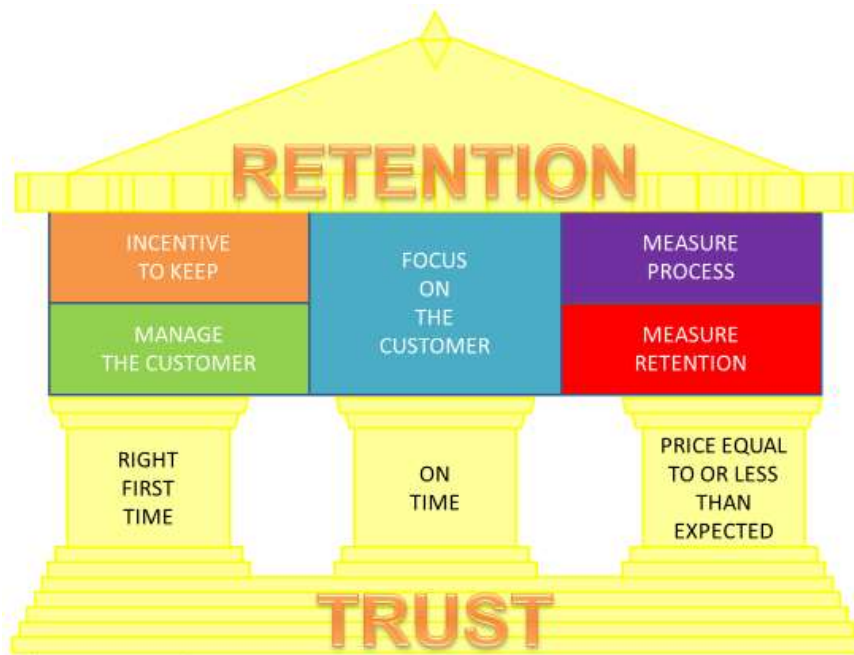 RETENTION
INCENTIVE
TO KEEP
MANAGE
THE CUSTOMER
FOCUS
ON
THE
CUSTOMER
MEASURE
PROCESS
MEASURE
RETENTION
RIGHT
FIRST
TIME
ON
TIME
PRICE EQUAL
TO OR LESS
THAN
EXPECTED
TRUST